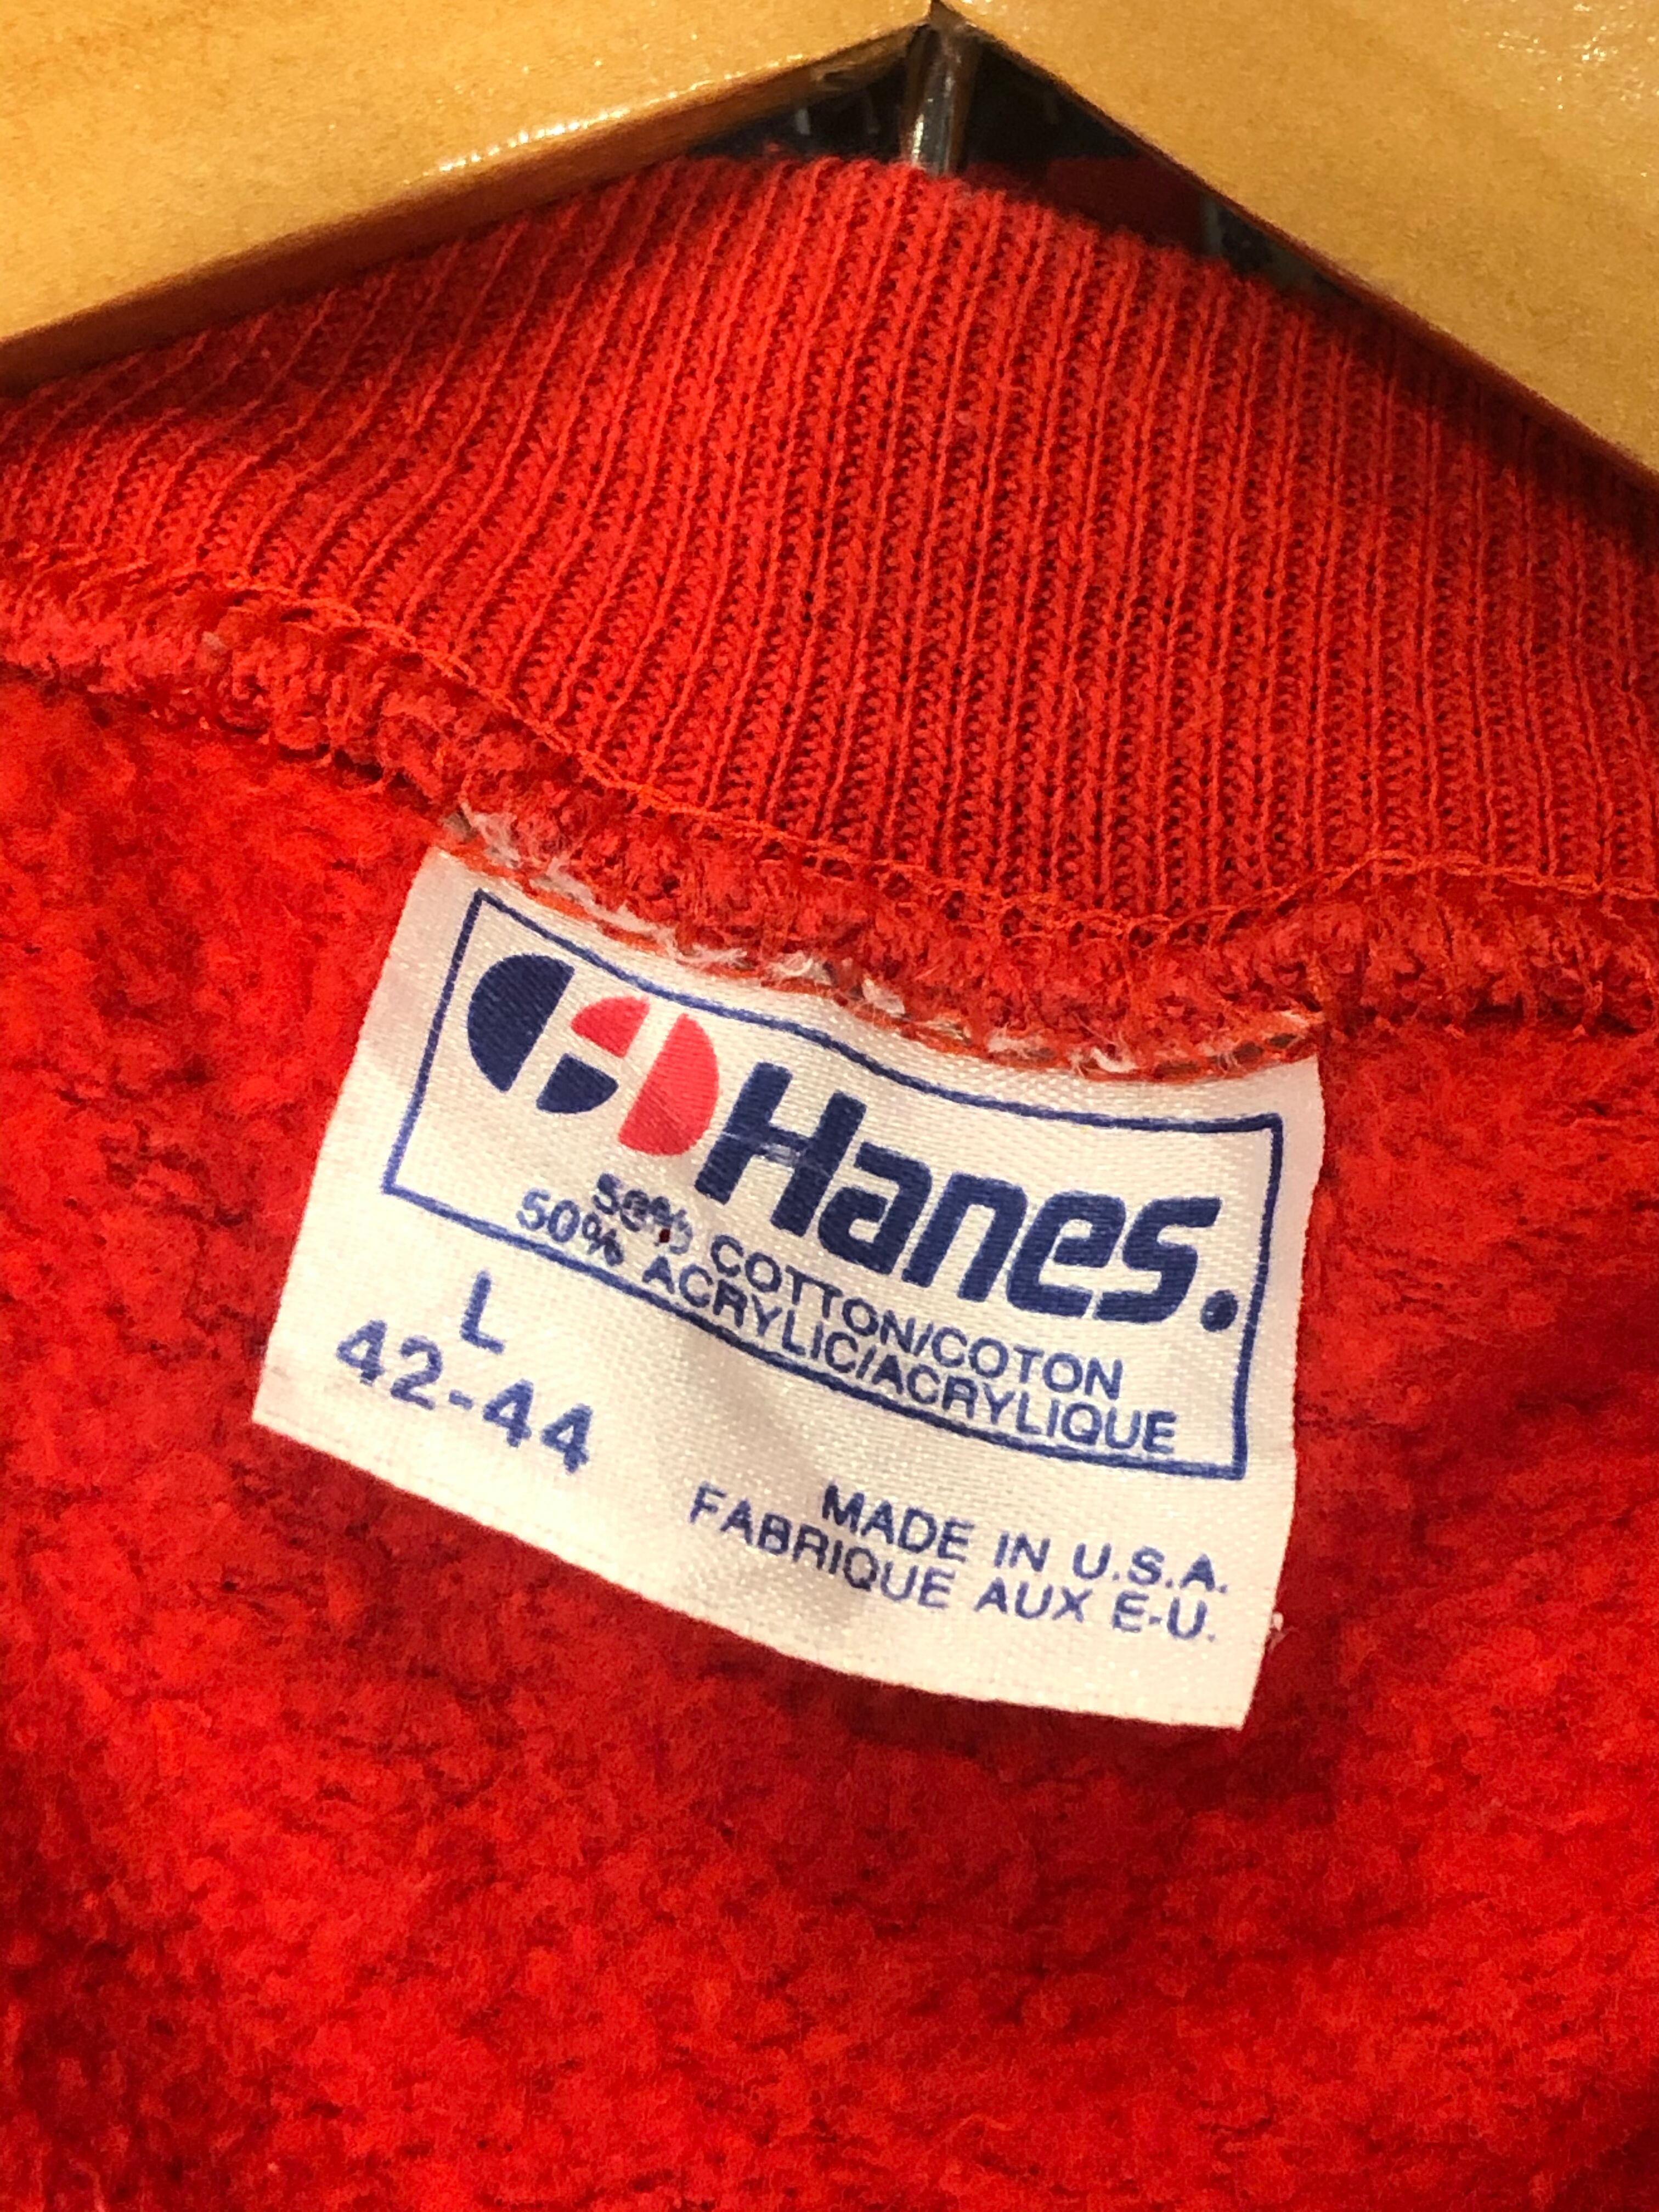 Hanes.
50% COTTON/COTON
50% ACRYLIC/ACRYLIQUE
L
42-44
MADE IN U.S.A.
FABRIQUE AUX E-U.